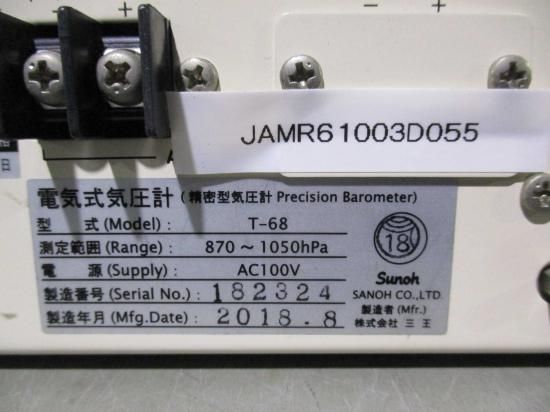 - +
JAMR61003D055
電気式気圧計 (精密型気圧計 Precision Barometer)
型 式 (Model) : T-68
測定範囲 (Range) : 870 ~ 1050hPa
電 源 (Supply) : AC100V
製造番号 (Serial No.) : 182324
製造年月 (Mfg.Date) : 2018.8
18
Sunoh
SANOH CO.,LTD.
製造者 (Mfr.)
株式会社 三王
日